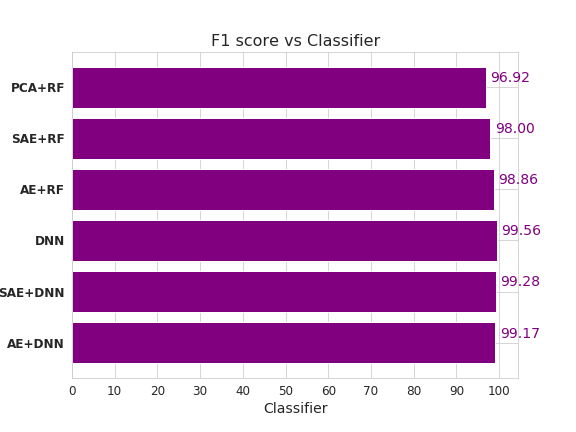 F1 score vs Classifier
PCA+RF 96.92
SAE+RF 98.00
AE+RF 98.86
DNN 99.56
SAE+DNN 99.28
AE+DNN 99.17
0 10 20 30 40 50 60 70 80 90 100
Classifier